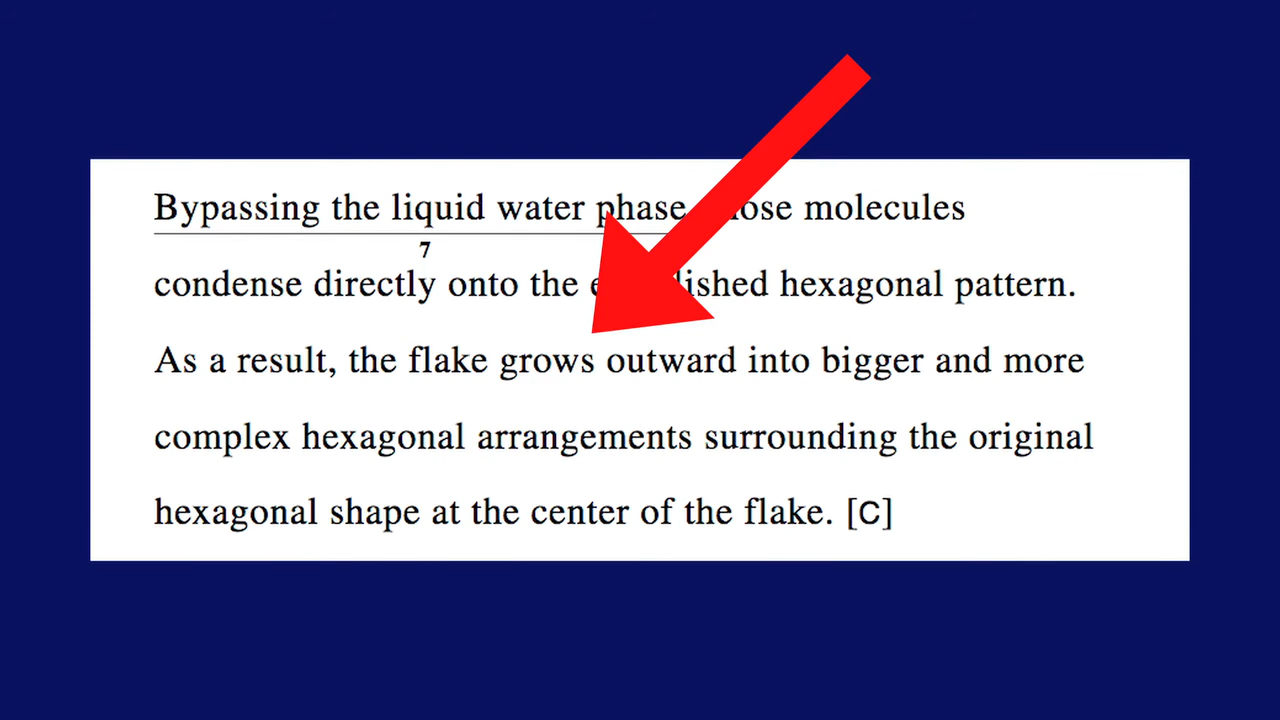 Bypassing the liquid water phase molecules
7
condense directly onto the hexagonal pattern.
As a result, the flake grows outward into bigger and more
complex hexagonal arrangements surrounding the original
hexagonal shape at the center of the flake. [C]